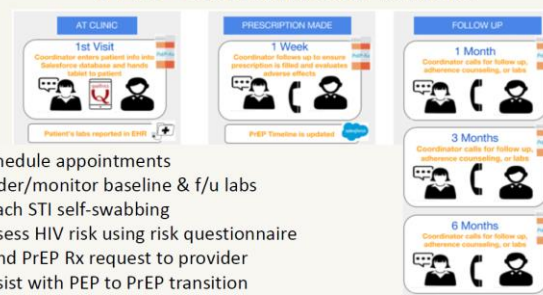 AT CLINIC
1st Visit
Coordinator enters patient info into
Salesforce database and hands
tablet to patient
Patient's labs reported in EHR
PRESCRIPTION MADE
1 Week
Coordinator follows up to ensure
prescription is filled and evaluates
adverse effects
PrEP Timeline is updated
salesforce
FOLLOW UP
1 Month
Coordinator calls for follow up,
adherence counseling, or labs
3 Months
Coordinator calls for follow up,
adherence counseling, or labs
6 Months
Coordinator calls for follow up,
adherence counseling, or labs
hedule appointments
der/monitor baseline & f/u labs
ach STI self-swabbing
sess HIV risk using risk questionnaire
nd PrEP Rx request to provider
sist with PEP to PrEP transition